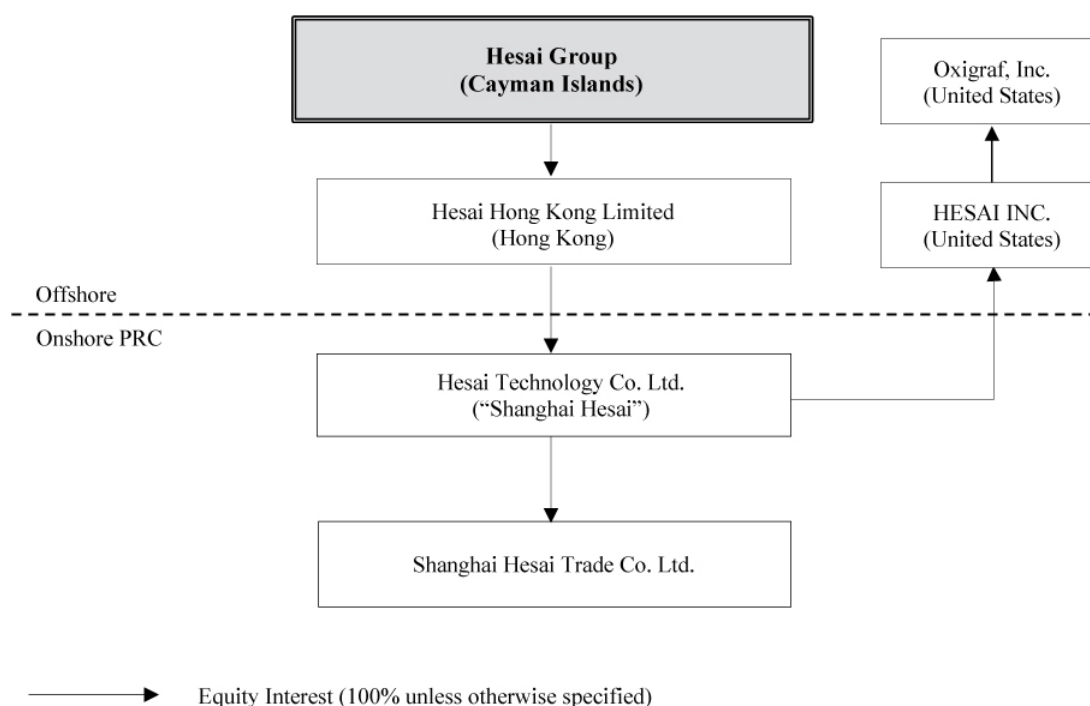 Hesai Group
(Cayman Islands)
Oxigraf, Inc.
(United States)
Hesai Hong Kong Limited
(Hong Kong)
HESAI INC.
(United States)
Offshore
Onshore PRC
Hesai Technology Co. Ltd.
(“Shanghai Hesai”)
Shanghai Hesai Trade Co. Ltd.
Equity Interest (100% unless otherwise specified)